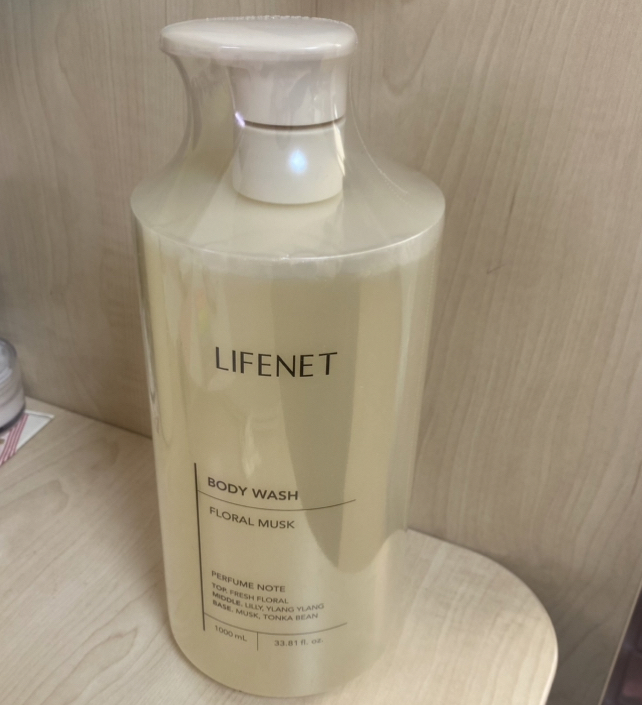 LIFENET
BODY WASH
FLORAL MUSK
PERFUME NOTE
TOP. FRESH FLORAL
MIDDLE. LILLY, YLANG YLANG
BASE. MUSK, TONKA BEAN
1000 mL 33.81 fl. oz.